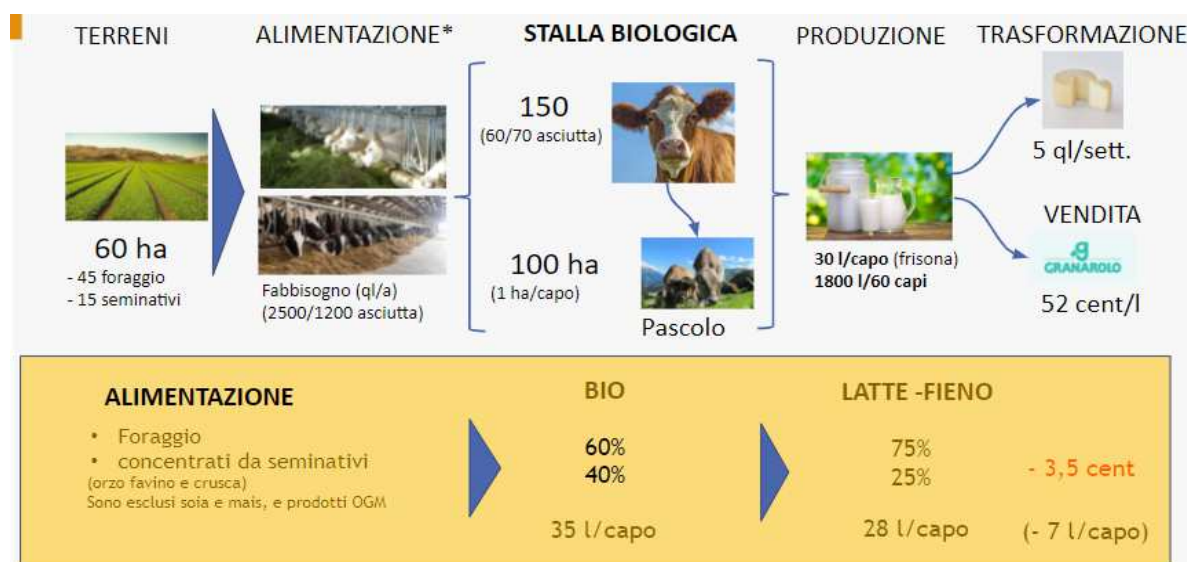 TERRENI
ALIMENTAZIONE*
STALLA BIOLOGICA
PRODUZIONE
TRASFORMAZIONE
60 ha
- 45 foraggio
- 15 seminativi
Fabbisogno (ql/a)
(2500/1200 asciutta)
150
(60/70 asciutta)
100 ha
(1 ha/capo)
Pascolo
30 l/capo (frisona)
1800 l/60 capi
5 ql/sett.
VENDITA
GRANAROLO
52 cent/l
ALIMENTAZIONE
• Foraggio
• concentrati da seminativi
(orzo favino e crusca)
Sono esclusi soia e mais, e prodotti OGM
BIO
60%
40%
35 l/capo
LATTE -FIENO
75%
25%
28 l/capo
- 3,5 cent
(- 7 l/capo)